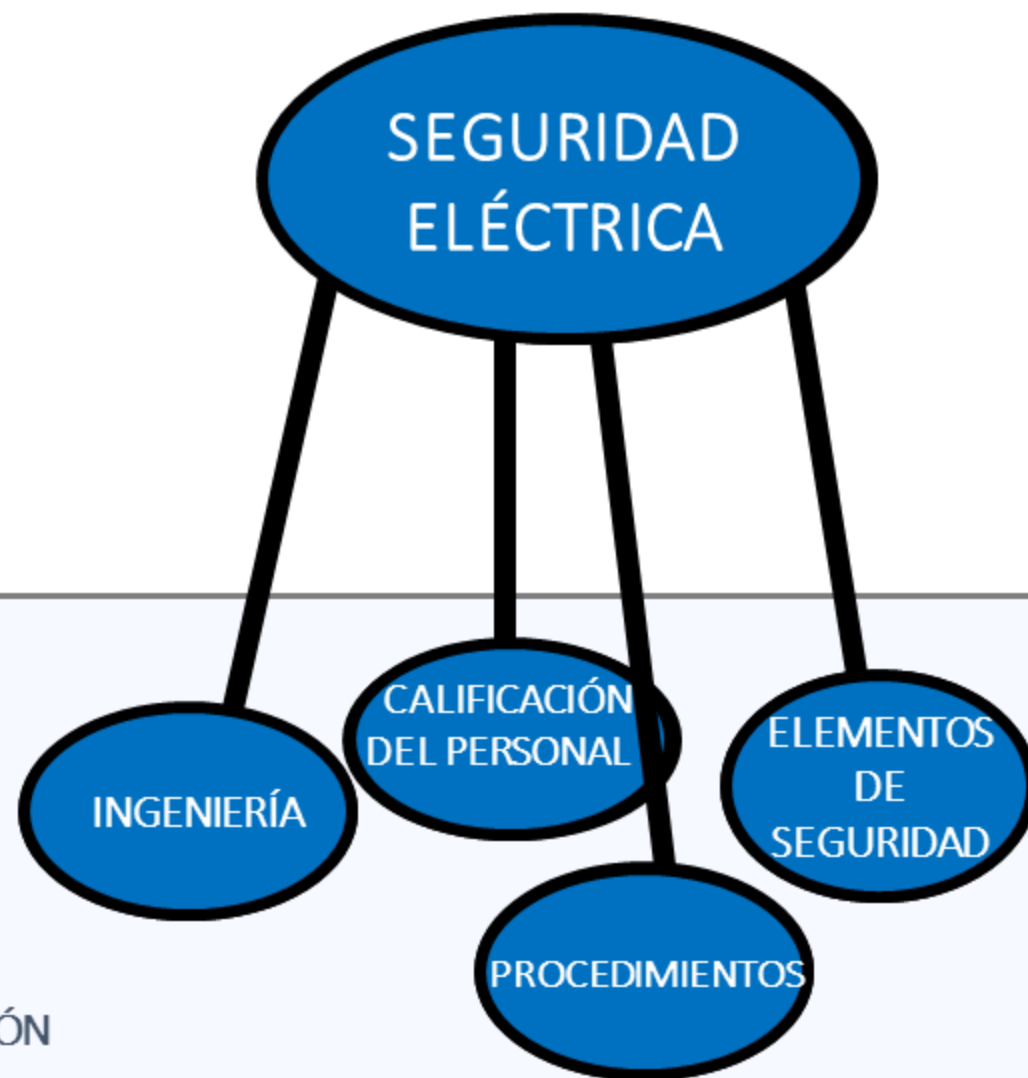 SEGURIDAD
ELÉCTRICA
CALIFICACIÓN
DEL PERSONAL
ELEMENTOS
DE
SEGURIDAD
INGENIERÍA
PROCEDIMIENTOS
ÓN